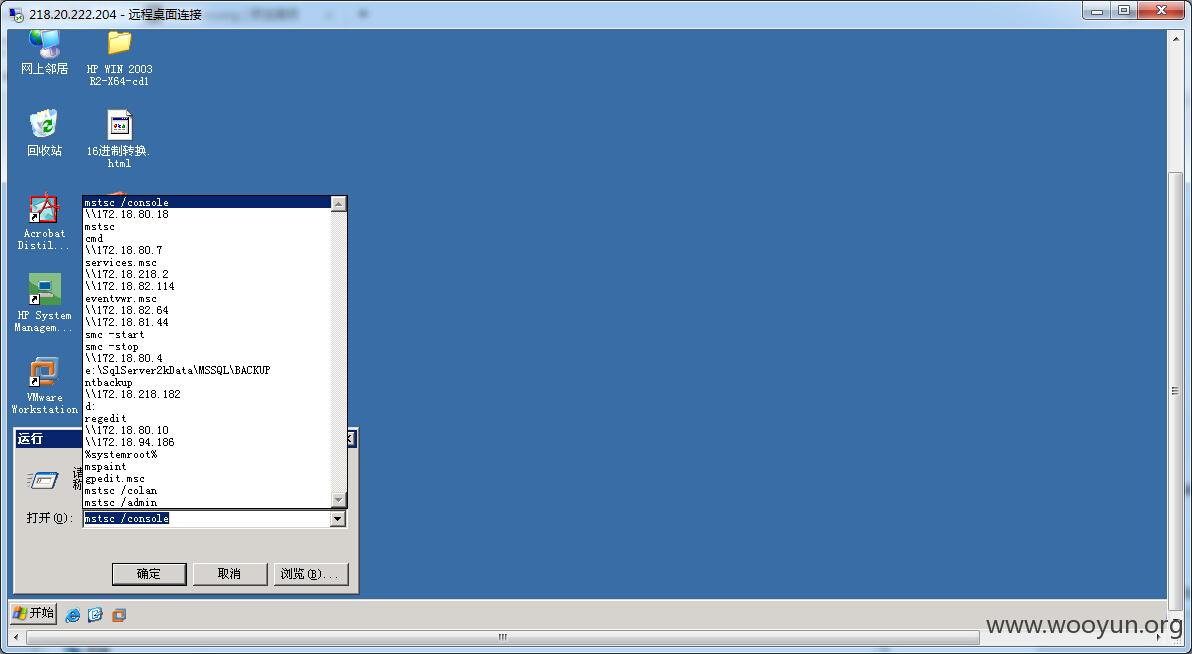 218.20.222.204 - 远程桌面连接
网上邻居
HP WIN 2003
R2-X64-cd1
回收站
16进制转换.
html
Acrobat
Distil...
HP System
Managem...
VMware
Workstation
mstsc /console
\\172.18.80.18
mstsc
cmd
\\172.18.80.7
services.msc
\\172.18.218.2
\\172.18.82.114
eventvwr.msc
\\172.18.82.64
\\172.18.81.44
smc -start
smc -stop
\\172.18.80.4
e:\SqlServer2kData\MSSQL\BACKUP
ntbackup
\\172.18.218.182
d:
regedit
\\172.18.80.10
\\172.18.94.186
%systemroot%
mspaint
gpedit.msc
mstsc /colan
mstsc /admin
运行
打开(O):
mstsc /console
确定
取消
浏览(B)...
开始
www.wooyun.org